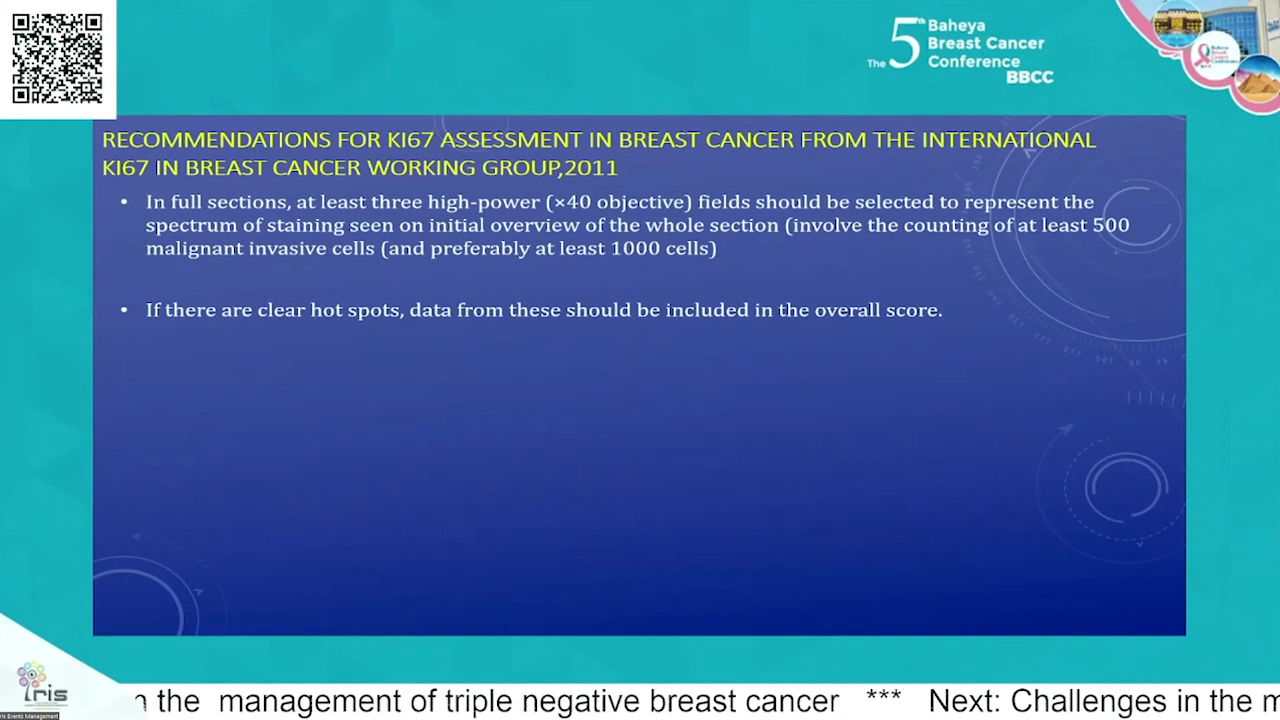 The 5th Baheya
Breast Cancer
Conference
BBCC
RECOMMENDATIONS FOR KI67 ASSESSMENT IN BREAST CANCER FROM THE INTERNATIONAL
KI67 IN BREAST CANCER WORKING GROUP,2011
• In full sections, at least three high-power (×40 objective) fields should be selected to represent the
spectrum of staining seen on initial overview of the whole section (involve the counting of at least 500
malignant invasive cells (and preferably at least 1000 cells)
• If there are clear hot spots, data from these should be included in the overall score.
Iris
Iris Events Management
the management of triple negative breast cancer *** Next: Challenges in the